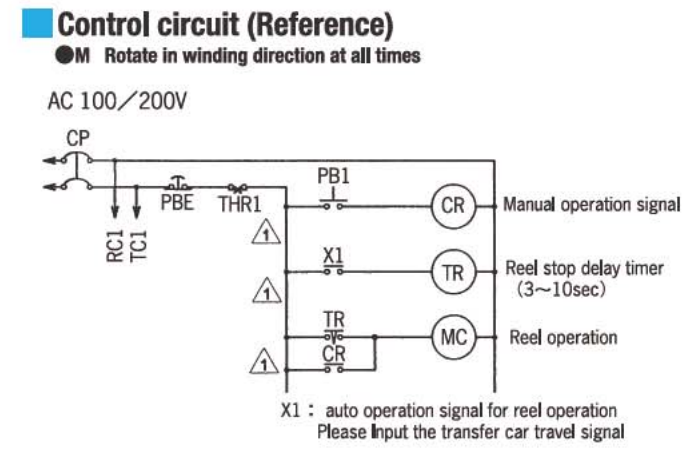 Control circuit (Reference)
●M Rotate in winding direction at all times
AC 100/200V
CP
PBE
THR1
RC1
TC1
PB1
CR
Manual operation signal
1
X1
TR
Reel stop delay timer
(3~10sec)
1
TR
MC
Reel operation
CR
1
X1 : auto operation signal for reel operation
Please Input the transfer car travel signal